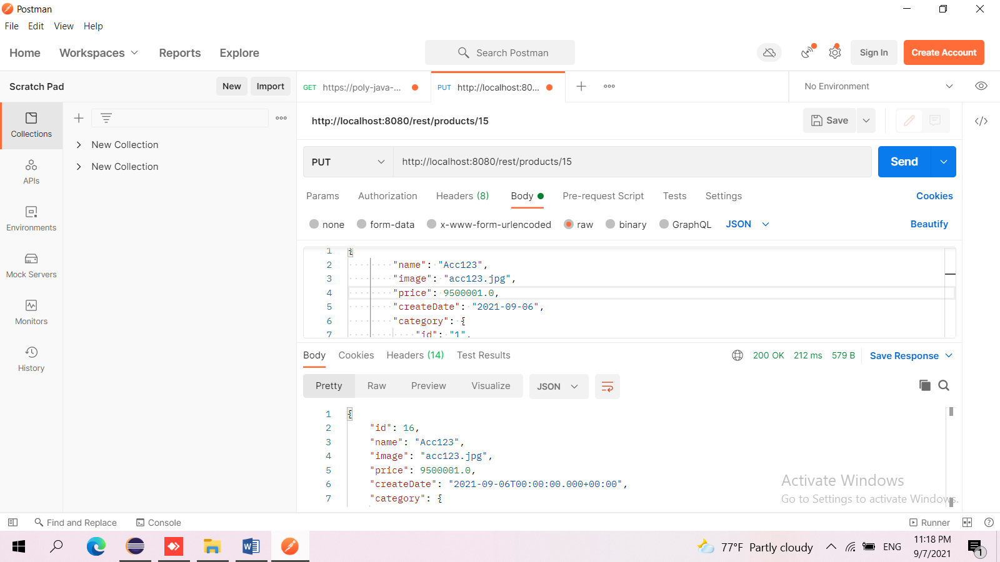 Postman
File Edit View Help
Home Workspaces Reports Explore
Search Postman
Sign In
Create Account
Scratch Pad
New Import
GET https://poly-java-...
PUT http://localhost:80...
No Environment
http://localhost:8080/rest/products/15
Save
Collections
APIs
Environments
Mock Servers
Monitors
History
New Collection
New Collection
PUT http://localhost:8080/rest/products/15
Send
Params Authorization Headers (8) Body Pre-request Script Tests Settings
Cookies
none form-data x-www-form-urlencoded raw binary GraphQL JSON
Beautify
1 {
2 "name": "Acc123",
3 "image": "acc123.jpg",
4 "price": 9500001.0,
5 "createDate": "2021-09-06",
6 "category": {
7 "id": "1",
Body Cookies Headers (14) Test Results
200 OK 212 ms 579 B Save Response
Pretty Raw Preview Visualize JSON
1 {
2 "id": 16,
3 "name": "Acc123",
4 "image": "acc123.jpg",
5 "price": 9500001.0,
6 "createDate": "2021-09-06T00:00:00.000+00:00",
7 "category": {
Activate Windows
Go to Settings to activate Windows.
Find and Replace Console
Runner
77°F Partly cloudy
ENG
11:18 PM
9/7/2021
1